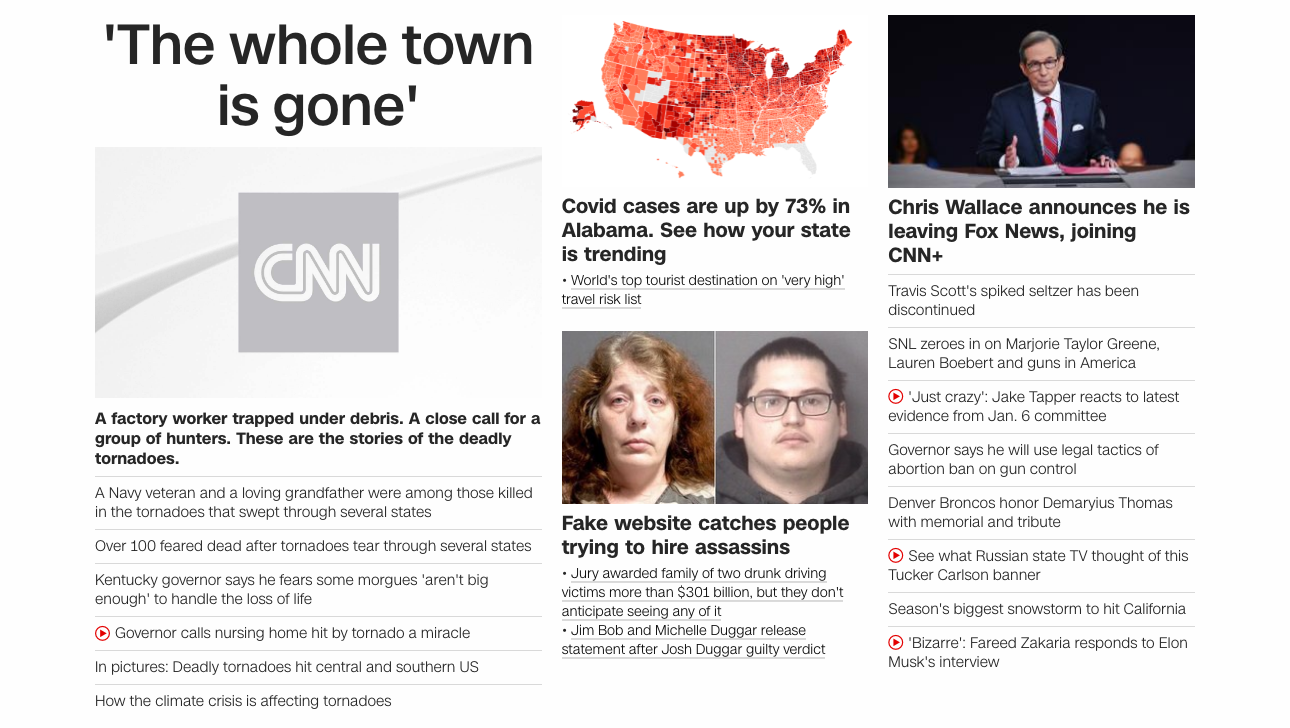 'The whole town
is gone'
CNN
A factory worker trapped under debris. A close call for a
group of hunters. These are the stories of the deadly
tornadoes.
A Navy veteran and a loving grandfather were among those killed
in the tornadoes that swept through several states
Over 100 feared dead after tornadoes tear through several states
Kentucky governor says he fears some morgues 'aren't big
enough' to handle the loss of life
Governor calls nursing home hit by tornado a miracle
In pictures: Deadly tornadoes hit central and southern US
How the climate crisis is affecting tornadoes
Covid cases are up by 73% in
Alabama. See how your state
is trending
• World's top tourist destination on 'very high'
travel risk list
Fake website catches people
trying to hire assassins
• Jury awarded family of two drunk driving
victims more than $301 billion, but they don't
anticipate seeing any of it
• Jim Bob and Michelle Duggar release
statement after Josh Duggar guilty verdict
Chris Wallace announces he is
leaving Fox News, joining
CNN+
Travis Scott's spiked seltzer has been
discontinued
SNL zeroes in on Marjorie Taylor Greene,
Lauren Boebert and guns in America
'Just crazy': Jake Tapper reacts to latest
evidence from Jan. 6 committee
Governor says he will use legal tactics of
abortion ban on gun control
Denver Broncos honor Demaryius Thomas
with memorial and tribute
See what Russian state TV thought of this
Tucker Carlson banner
Season's biggest snowstorm to hit California
'Bizarre': Fareed Zakaria responds to Elon
Musk's interview